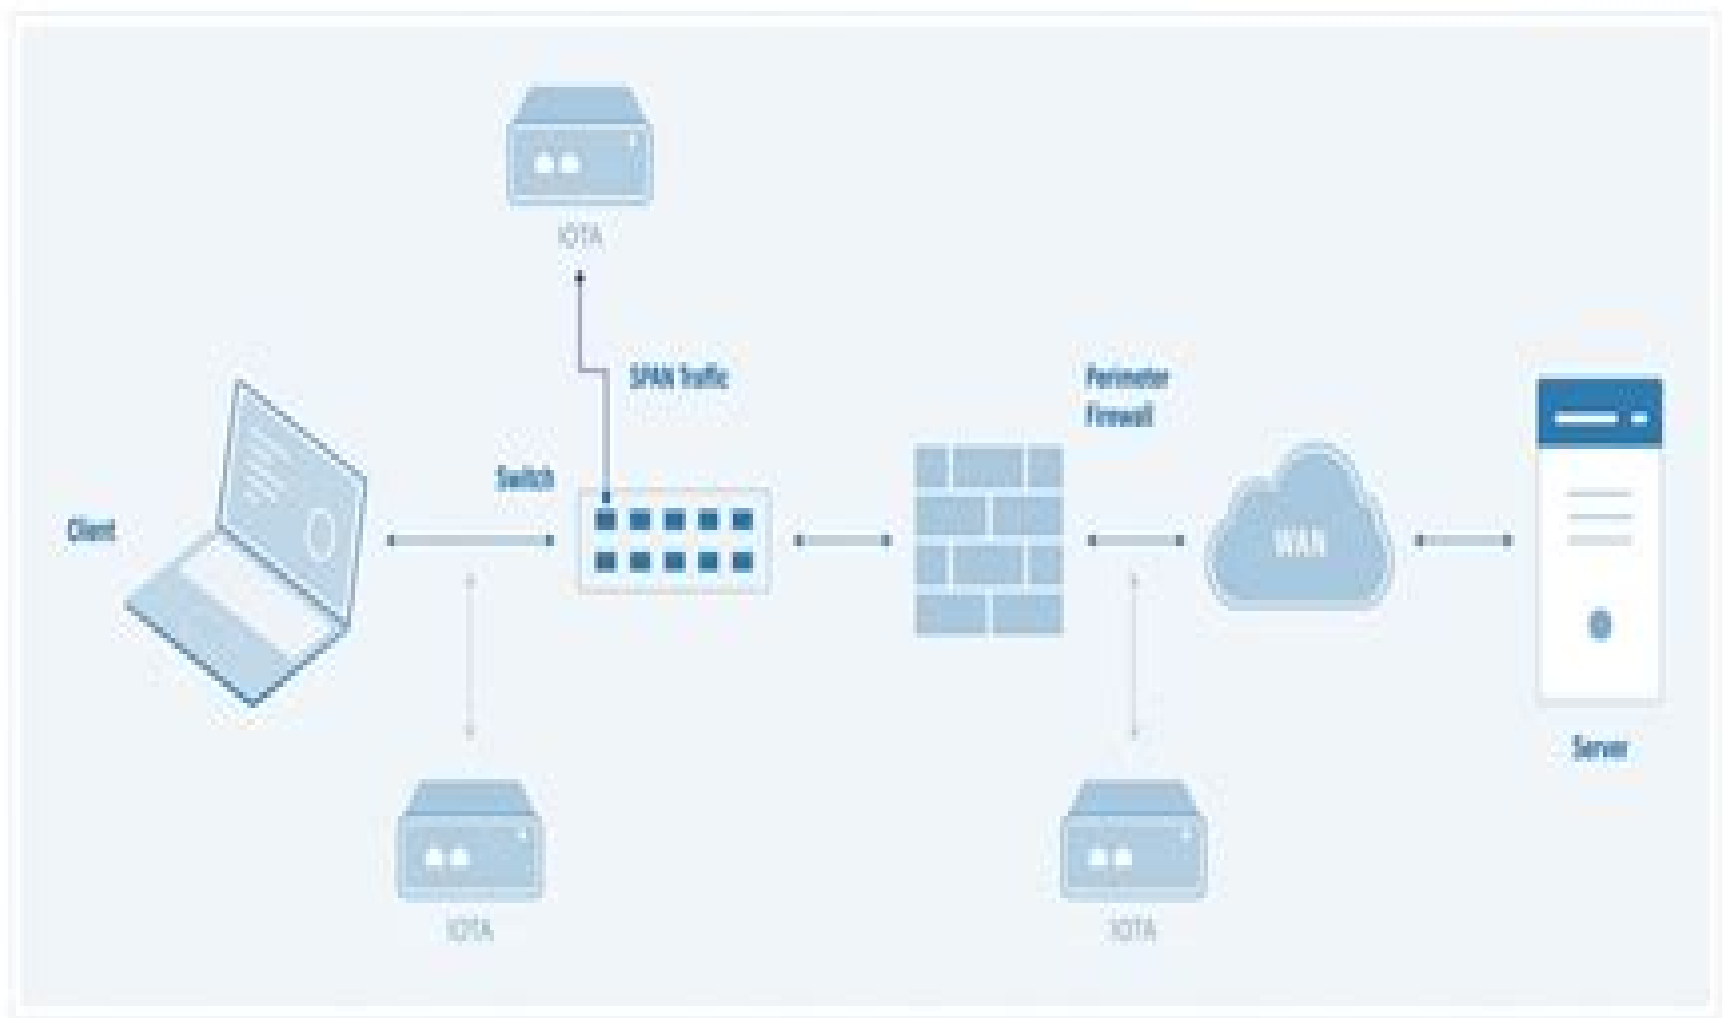 IOTA
SPAN Traffic
Perimeter
Firewall
Switch
Client
WAN
Server
IOTA
IOTA